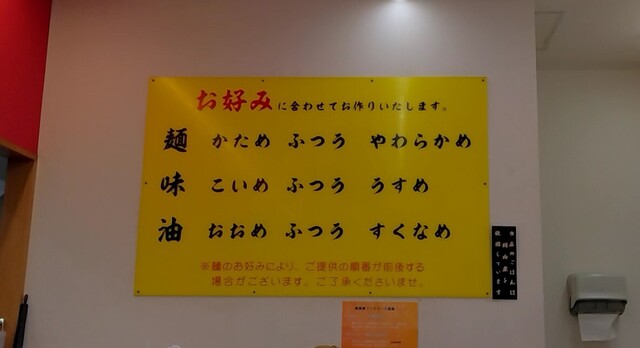 お好みに合わせてお作りいたします。
麺 かため ふつう やわらかめ
味 こいめ ふつう うすめ
油 おおめ ふつう すくなめ
※麺のお好みにより、ご提供の順番が前後する
場合がございます。ご了承くださいませ。